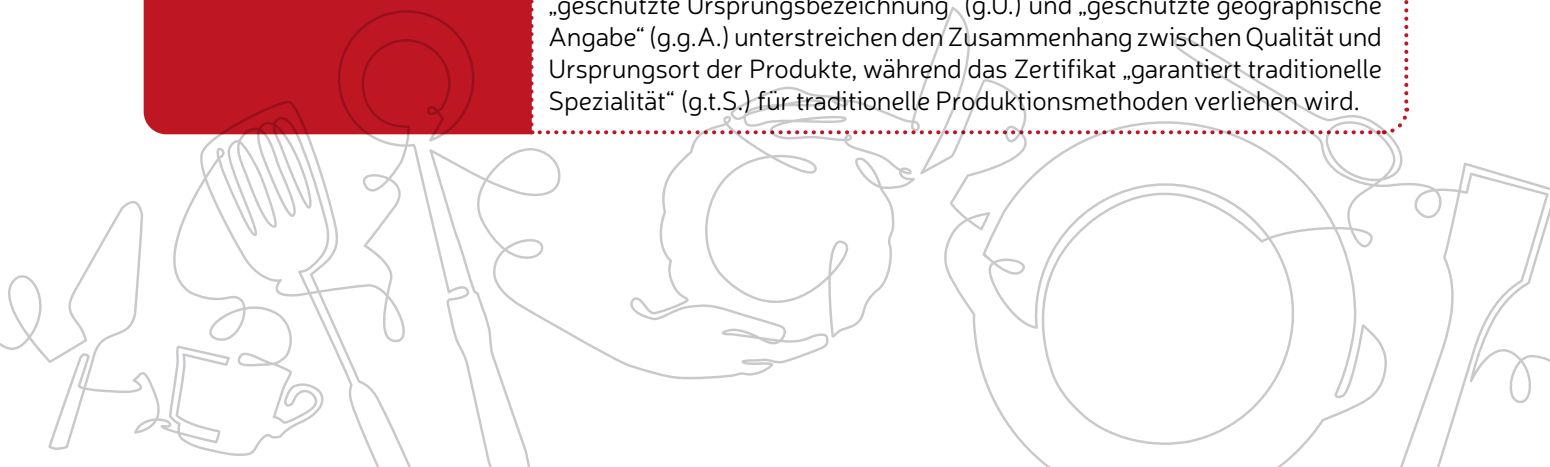 „geschützte Ursprungsbezeichnung“ (g.U.) und „geschützte geographische
Angabe“ (g.g.A.) unterstreichen den Zusammenhang zwischen Qualität und
Ursprungsort der Produkte, während das Zertifikat „garantiert traditionelle
Spezialität“ (g.t.S.) für traditionelle Produktionsmethoden verliehen wird.